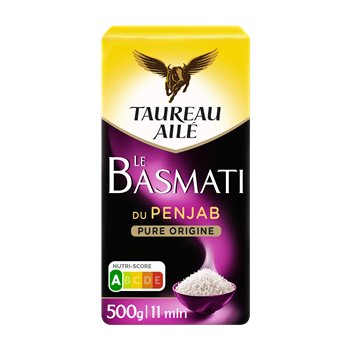 TAUREAU
AILÉ
LE
BASMATI
DU PENJAB
PURE ORIGINE
NUTRI-SCORE
A B C D E
500g | 11 min